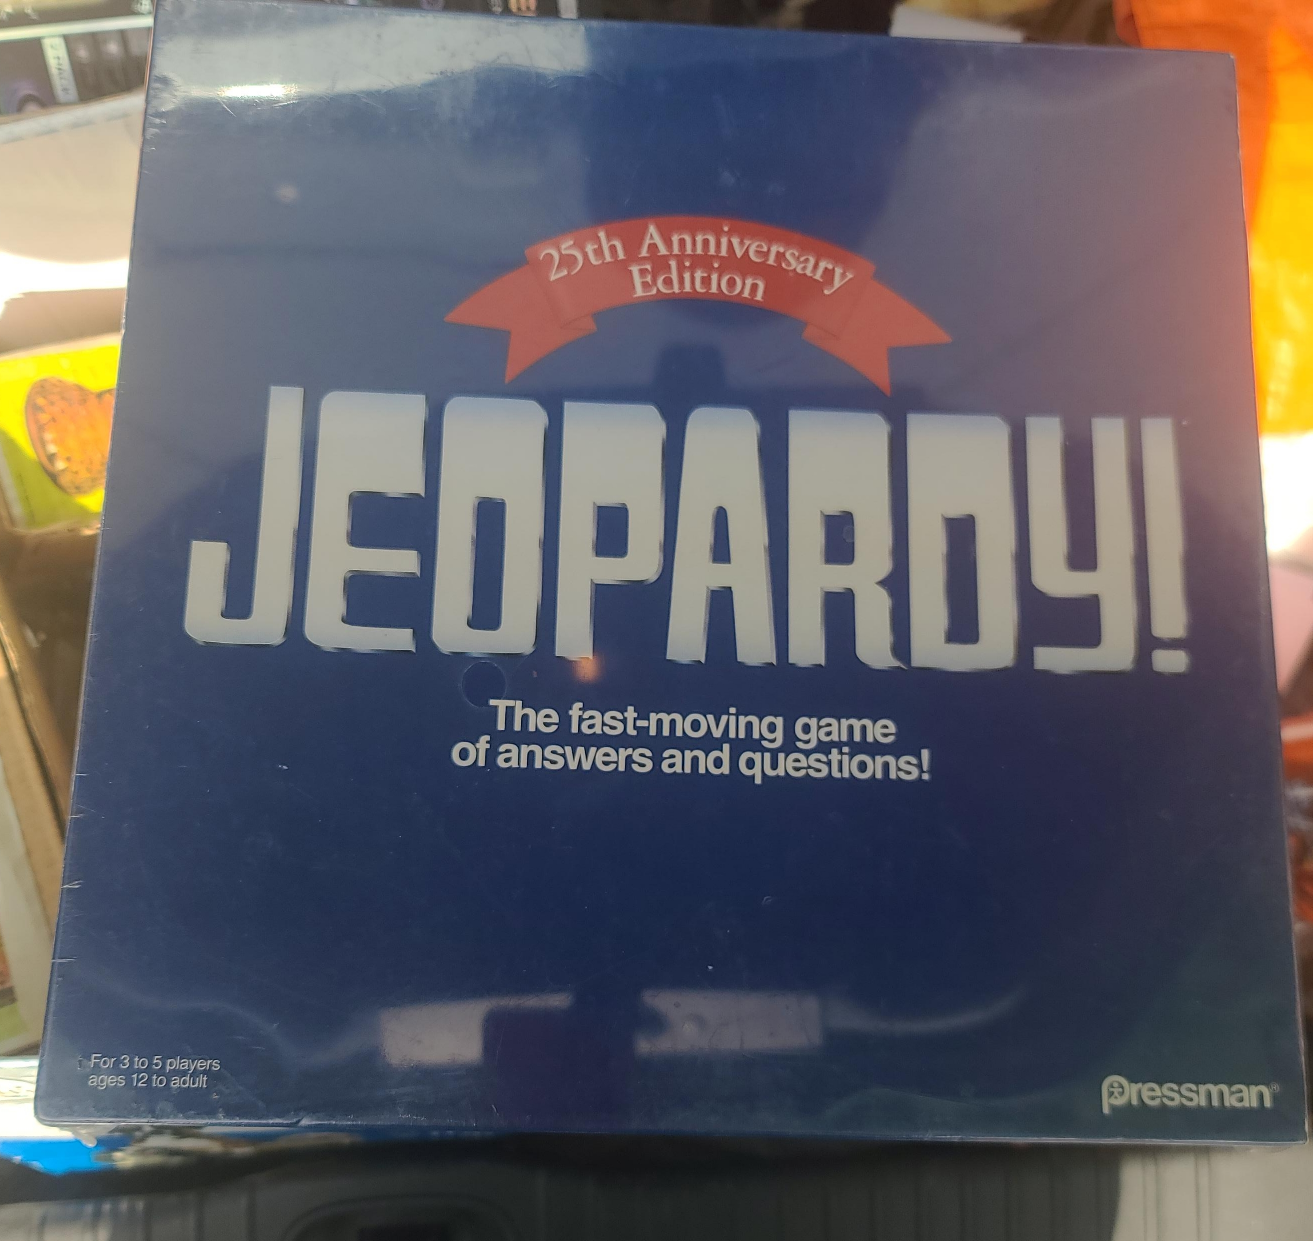 25th Anniversary
Edition
JEOPARDY!
The fast-moving game
of answers and questions!
For 3 to 5 players
ages 12 to adult
pressman®